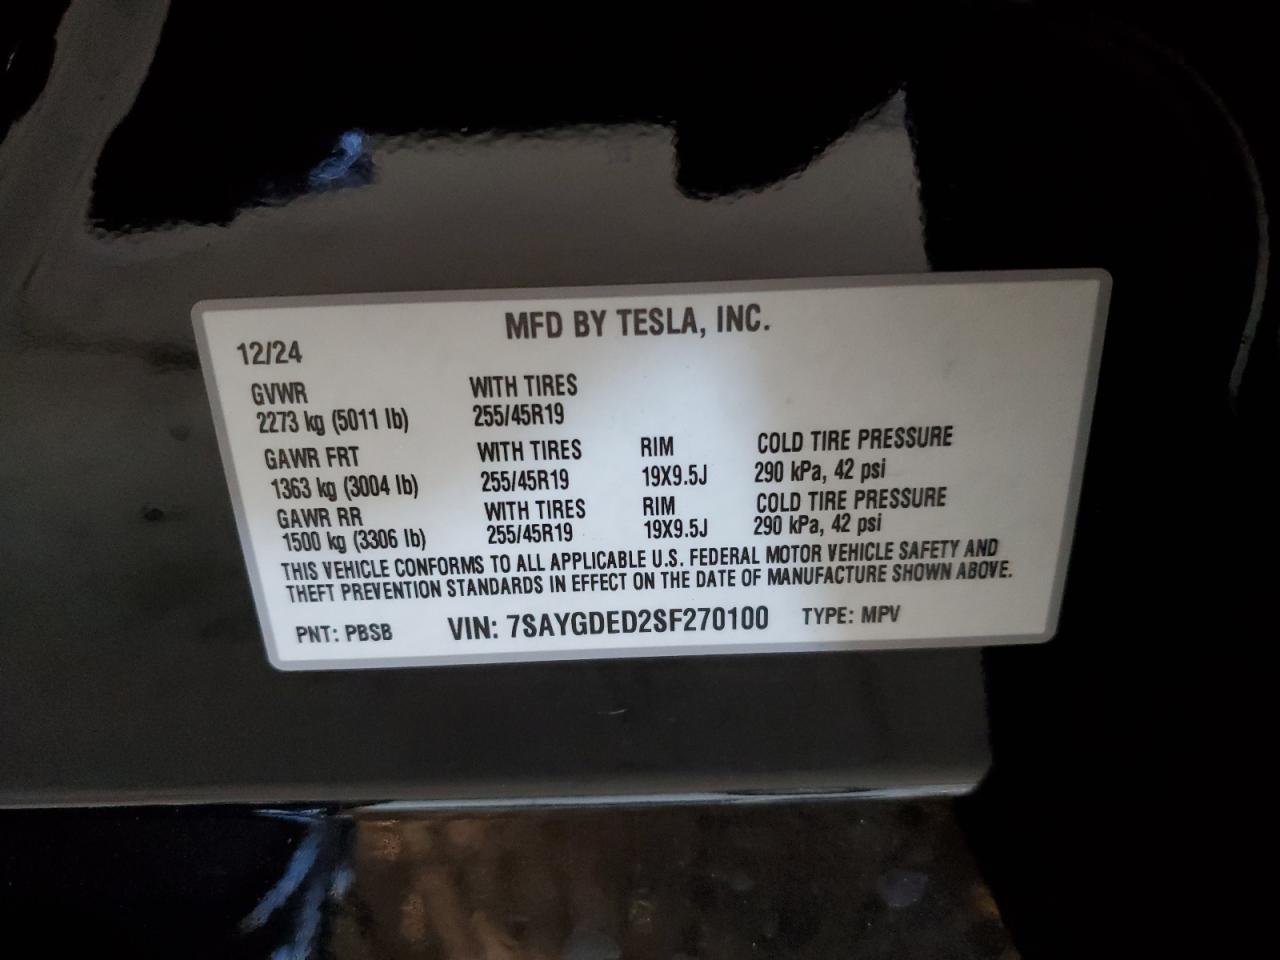 MFD BY TESLA, INC.
12/24
GVWR WITH TIRES
2273 kg (5011 lb) 255/45R19
GAWR FRT WITH TIRES RIM COLD TIRE PRESSURE
1363 kg (3004 lb) 255/45R19 19X9.5J 290 kPa, 42 psi
GAWR RR WITH TIRES RIM COLD TIRE PRESSURE
1500 kg (3306 lb) 255/45R19 19X9.5J 290 kPa, 42 psi
THIS VEHICLE CONFORMS TO ALL APPLICABLE U.S. FEDERAL MOTOR VEHICLE SAFETY AND
THEFT PREVENTION STANDARDS IN EFFECT ON THE DATE OF MANUFACTURE SHOWN ABOVE.
PNT: PBSB VIN: 7SAYGDED2SF270100 TYPE: MPV